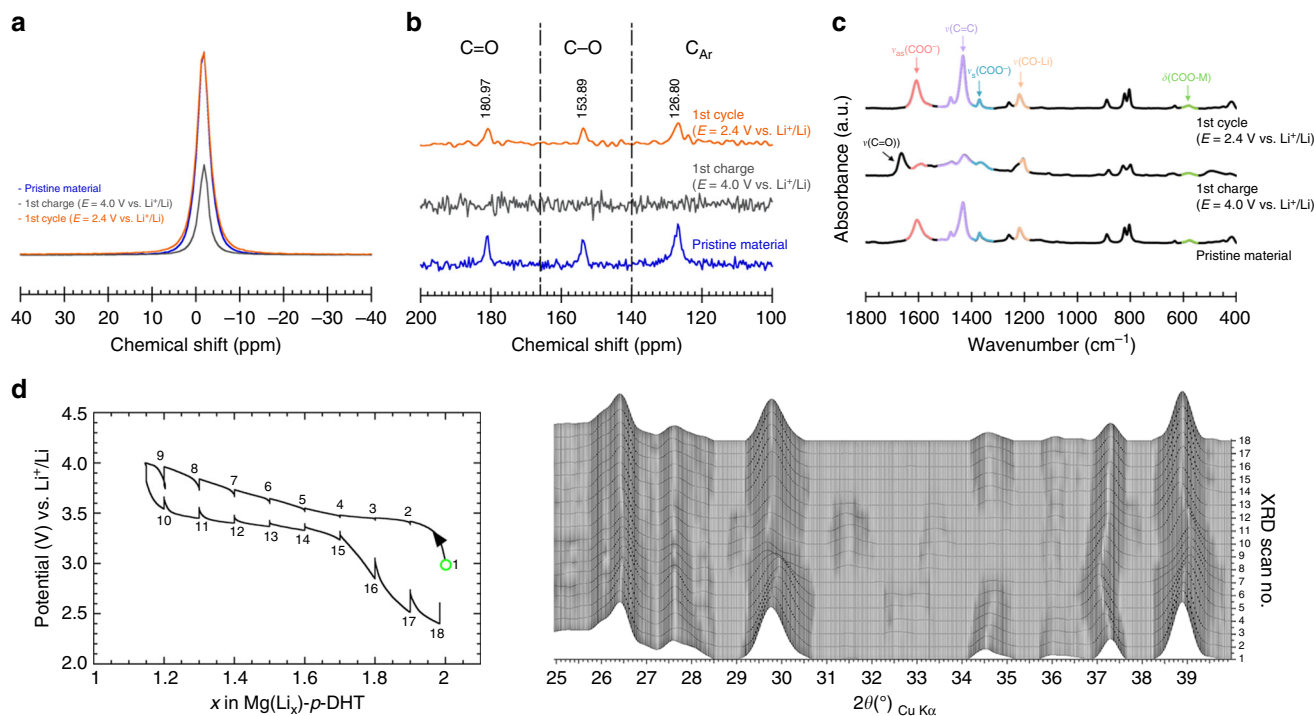 a
- Pristine material
- 1st charge (E = 4.0 V vs. Li⁺/Li)
- 1st cycle (E = 2.4 V vs. Li⁺/Li)
40 30 20 10 0 –10 –20 –30 –40
Chemical shift (ppm)
b
C=O C–O C_Ar
180.97 153.89 126.80
1st cycle
(E = 2.4 V vs. Li⁺/Li)
1st charge
(E = 4.0 V vs. Li⁺/Li)
Pristine material
200 180 160 140 120 100
Chemical shift (ppm)
c
Absorbance (a.u.)
ν(C=C)
ν_as(COO⁻)
ν_s(COO⁻)
ν(CO-Li)
δ(COO-M)
1st cycle
(E = 2.4 V vs. Li⁺/Li)
ν(C=O))
1st charge
(E = 4.0 V vs. Li⁺/Li)
Pristine material
1800 1600 1400 1200 1000 800 600 400
Wavenumber (cm⁻¹)
d
Potential (V) vs. Li⁺/Li
4.5
4.0
3.5
3.0
2.5
2.0
9 8 7 6 5 4 3 2
1
10 11 12 13 14 15
16
17 18
1 1.2 1.4 1.6 1.8 2
x in Mg(Liₓ)-p-DHT
18
17
16
15
14
13
12
11
10
9
8
7
6
5
4
3
2
1
XRD scan no.
25 26 27 28 29 30 31 32 33 34 35 36 37 38 39
2θ(°) Cu Kα